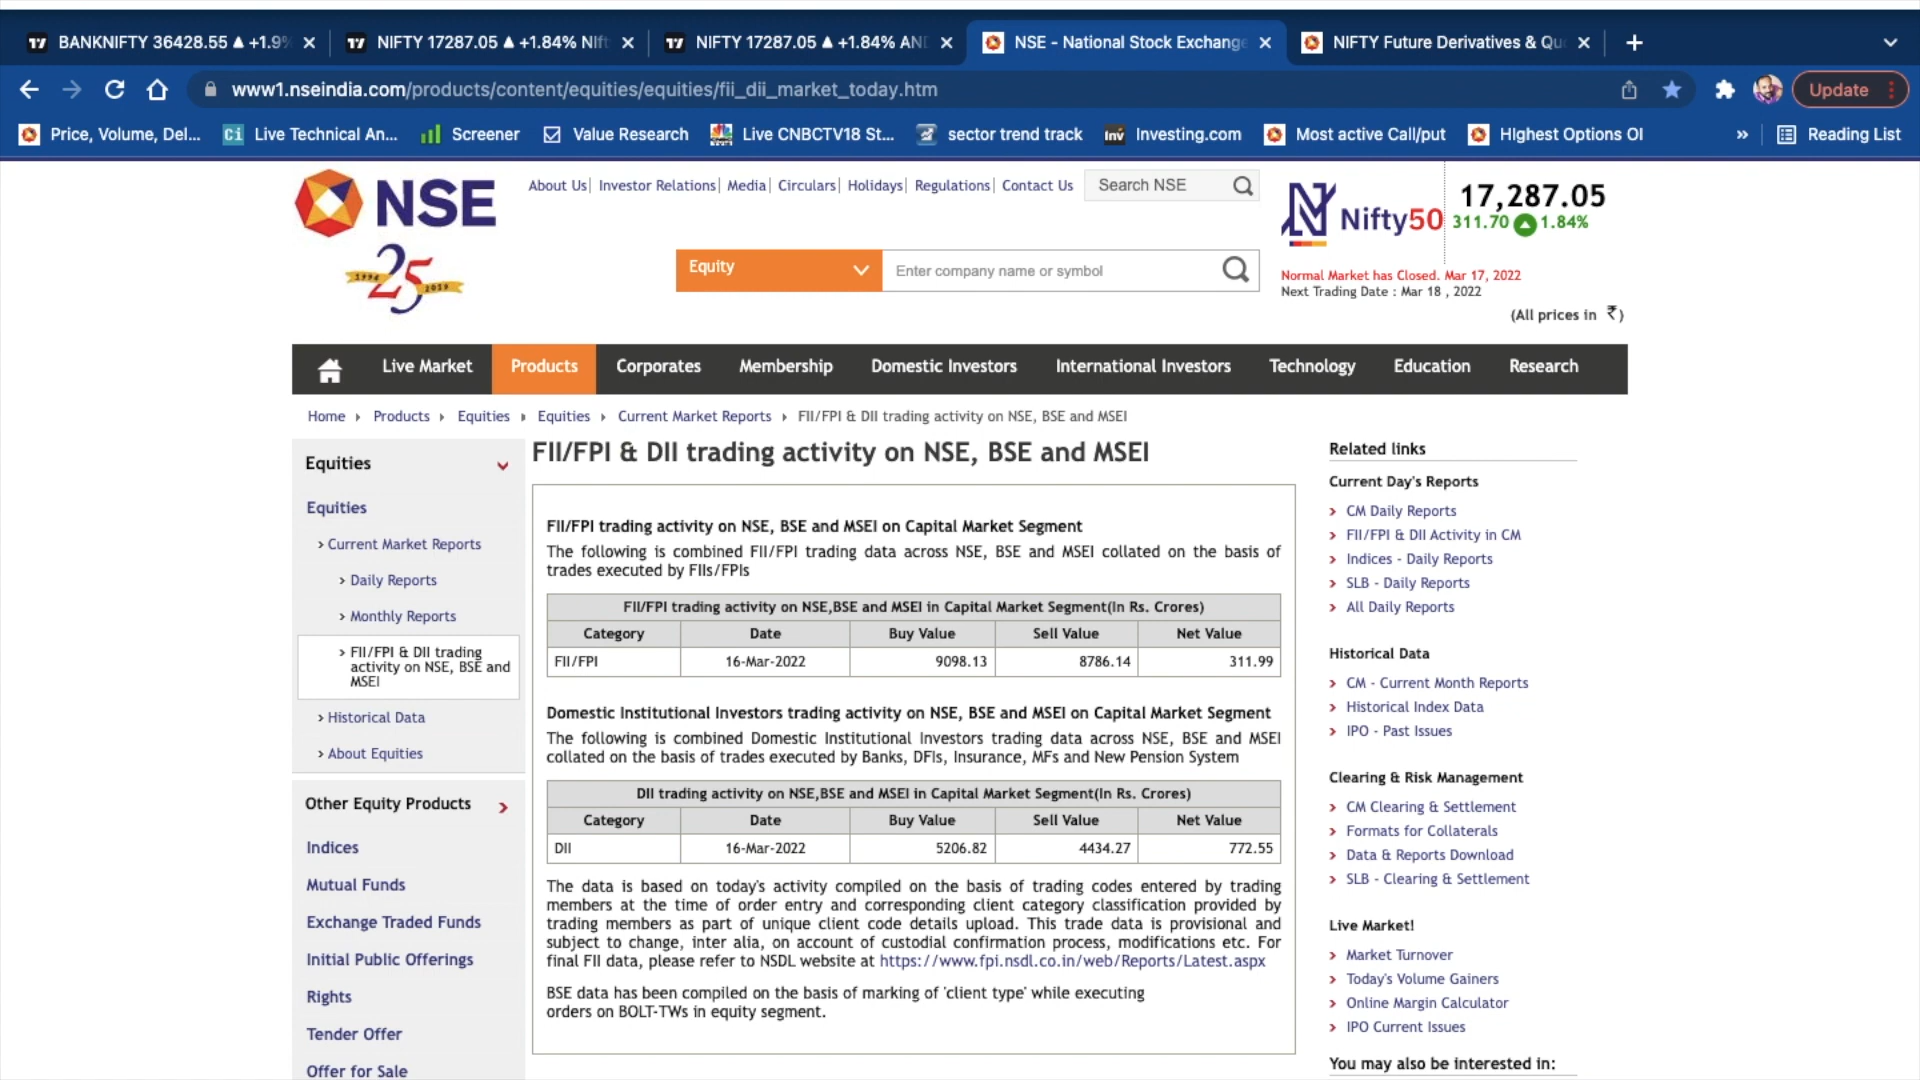 BANKNIFTY 36428.55 ▲ +1.9%
NIFTY 17287.05 ▲ +1.84% Nift
NIFTY 17287.05 ▲ +1.84% AN
NSE - National Stock Exchange
NIFTY Future Derivatives & Qu
www1.nseindia.com/products/content/equities/equities/fii_dii_market_today.htm
Update
Price, Volume, Del...
Ci Live Technical An...
Screener
Value Research
Live CNBCTV18 St...
sector trend track
Inv Investing.com
Most active Call/put
HIghest Options OI
»
Reading List
NSE
1994 25 2019
About Us| Investor Relations| Media| Circulars| Holidays| Regulations| Contact Us
Search NSE
Equity
Enter company name or symbol
Nifty50
17,287.05
311.70 1.84%
Normal Market has Closed. Mar 17, 2022
Next Trading Date : Mar 18 , 2022
(All prices in ₹)
Live Market Products Corporates Membership Domestic Investors International Investors Technology Education Research
Home Products Equities Equities Current Market Reports FII/FPI & DII trading activity on NSE, BSE and MSEI
Equities
Equities
› Current Market Reports
› Daily Reports
› Monthly Reports
› FII/FPI & DII trading
activity on NSE, BSE and
MSEI
› Historical Data
› About Equities
Other Equity Products
Indices
Mutual Funds
Exchange Traded Funds
Initial Public Offerings
Rights
Tender Offer
Offer for Sale
FII/FPI & DII trading activity on NSE, BSE and MSEI
FII/FPI trading activity on NSE, BSE and MSEI on Capital Market Segment
The following is combined FII/FPI trading data across NSE, BSE and MSEI collated on the basis of
trades executed by FIIs/FPIs
FII/FPI trading activity on NSE,BSE and MSEI in Capital Market Segment(In Rs. Crores)
Category Date Buy Value Sell Value Net Value
FII/FPI 16-Mar-2022 9098.13 8786.14 311.99
Domestic Institutional Investors trading activity on NSE, BSE and MSEI on Capital Market Segment
The following is combined Domestic Institutional Investors trading data across NSE, BSE and MSEI
collated on the basis of trades executed by Banks, DFIs, Insurance, MFs and New Pension System
DII trading activity on NSE,BSE and MSEI in Capital Market Segment(In Rs. Crores)
Category Date Buy Value Sell Value Net Value
DII 16-Mar-2022 5206.82 4434.27 772.55
The data is based on today's activity compiled on the basis of trading codes entered by trading
members at the time of order entry and corresponding client category classification provided by
trading members as part of unique client code details upload. This trade data is provisional and
subject to change, inter alia, on account of custodial confirmation process, modifications etc. For
final FII data, please refer to NSDL website at https://www.fpi.nsdl.co.in/web/Reports/Latest.aspx
BSE data has been compiled on the basis of marking of 'client type' while executing
orders on BOLT-TWs in equity segment.
Related links
Current Day's Reports
CM Daily Reports
FII/FPI & DII Activity in CM
Indices - Daily Reports
SLB - Daily Reports
All Daily Reports
Historical Data
CM - Current Month Reports
Historical Index Data
IPO - Past Issues
Clearing & Risk Management
CM Clearing & Settlement
Formats for Collaterals
Data & Reports Download
SLB - Clearing & Settlement
Live Market!
Market Turnover
Today's Volume Gainers
Online Margin Calculator
IPO Current Issues
You may also be interested in: